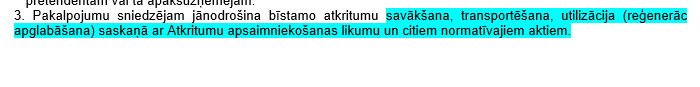 pretendentam vai tā apakšuzņēmējam.
3. Pakalpojumu sniedzējam jānodrošina bīstamo atkritumu savākšana, transportēšana, utilizācija (reģenerāc
apglabāšana) saskaņā ar Atkritumu apsaimniekošanas likumu un citiem normatīvajiem aktiem.